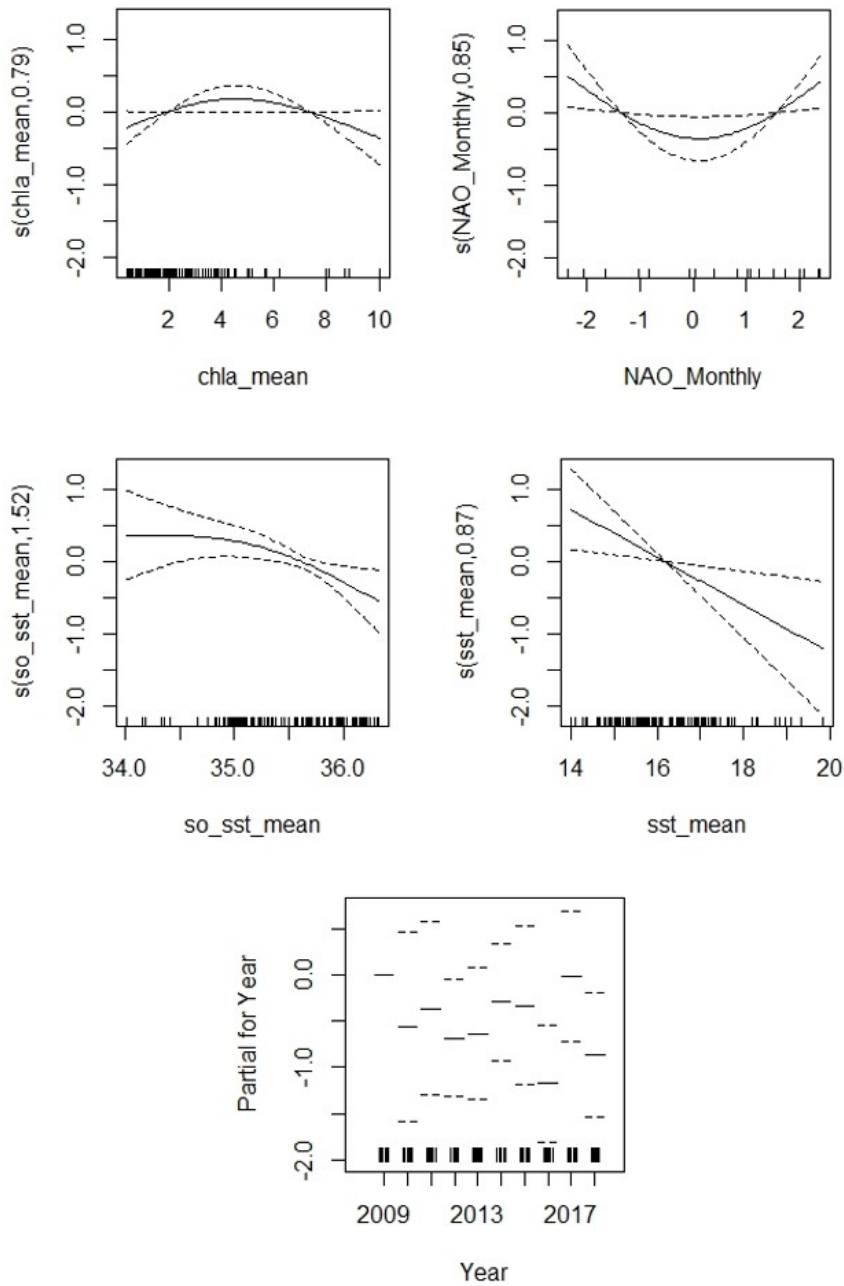 s(chla_mean,0.79)
1.0
0.0
-1.0
-2.0
2 4 6 8 10
chla_mean
s(NAO_Monthly,0.85)
1.0
0.0
-1.0
-2.0
-2 -1 0 1 2
NAO_Monthly
s(so_sst_mean,1.52)
1.0
0.0
-1.0
-2.0
34.0 35.0 36.0
so_sst_mean
s(sst_mean,0.87)
1.0
0.0
-1.0
-2.0
14 16 18 20
sst_mean
Partial for Year
0.0
-1.0
-2.0
2009 2013 2017
Year